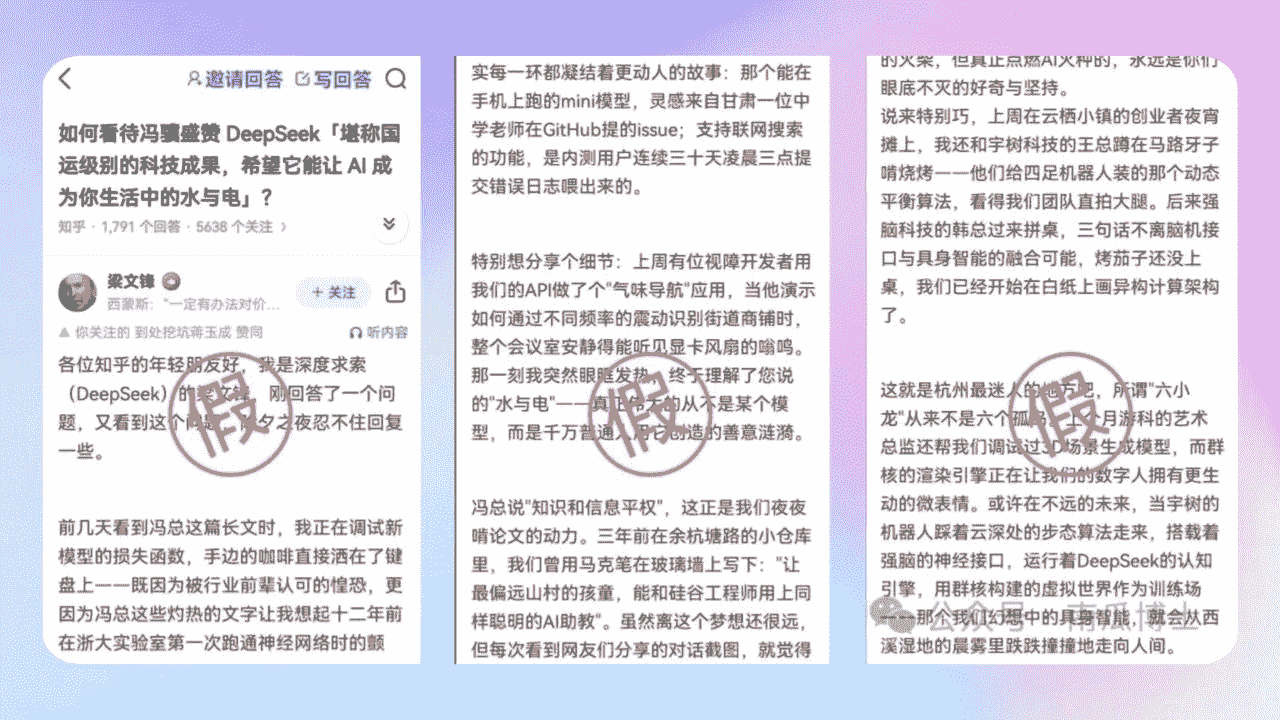 邀请回答 写回答
如何看待冯骥盛赞 DeepSeek「堪称国
运级别的科技成果，希望它能让 AI 成
为你生活中的水与电」？
知乎 · 1,791 个回答 · 5638 个关注 >
梁文锋
"一定有办法对价...
+ 关注
你关注的 赞同
听内容
各位知乎的年轻朋友好，我是深度求索
（DeepSeek）的 刚回答了一个问
题，又看到这个 夕之夜忍不住回
一些。
前几天看到冯总这篇长文时，我正在调试新
模型的损失函数，手边的咖啡直接洒在了键
盘上——既因为被行业前辈认可的惶恐，更
因为冯总这些灼热的文字让我想起十二年前
在浙大实验室第一次跑通神经网络时的颤
假
实每一环都凝结着更动人的故事：那个能在
手机上跑的mini模型，灵感来自甘肃一位中
学老师在GitHub提的issue；支持联网搜索
的功能，是内测用户连续三十天凌晨三点提
交错误日志喂出来的。
特别想分享个细节：上周有位视障开发者用
我们的API做了个“气味导航”应用，当他演示
如何通过不同频率的震动识别街道商铺时，
整个会议室安静得能听见显卡风扇的嗡鸣。
那一刻我突然眼眶发热，终于理解了您说
的“水与电”——真正 的从不是某个模
型，而是千万普通人 创造的善意涟漪。
冯总说“知识和信息平权”，这正是我们夜夜
啃论文的动力。三年前在余杭塘路的小仓库
里，我们曾用马克笔在玻璃墙上写下：“让
最偏远山村的孩童，能和硅谷工程师用上同
样聪明的AI助教”。虽然离这个梦想还很远，
但每次看到网友们分享的对话截图，就觉得
假
的火柴，但真正点燃AI火种的，永远是你们
眼底不灭的好奇与坚持。
说来特别巧，上周在云栖小镇的创业者夜宵
摊上，我还和宇树科技的王总蹲在马路牙子
啃烧烤——他们给四足机器人装的那个动态
平衡算法，看得我们团队直拍大腿。后来强
脑科技的韩总过来拼桌，三句话不离脑机接
口与具身智能的融合可能，烤茄子还没上
桌，我们已经开始在白纸上画异构计算架构
了。
这就是杭州最迷人的地方吧，所谓“六小
龙”从来不是六个 游科的艺术
总监还帮我们调 3D场景生成模型，而群
核的渲染引擎正在让我们的数字人拥有更生
动的微表情。或许在不远的未来，当宇树的
机器人踩着云深处的步态算法走来，搭载着
强脑的神经接口，运行着DeepSeek的认知
引擎，用群核构建的虚拟世界作为训练场
——那个我们幻想中的具身智能，就会从西
溪湿地的晨雾里跌跌撞撞地走向人间。
假
公众号 · 南瓜博士